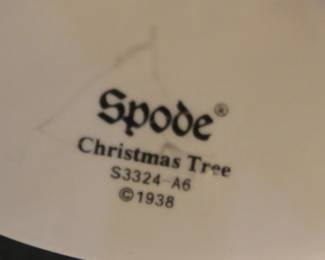 Spode®
Christmas Tree
S3324-A6
©1938